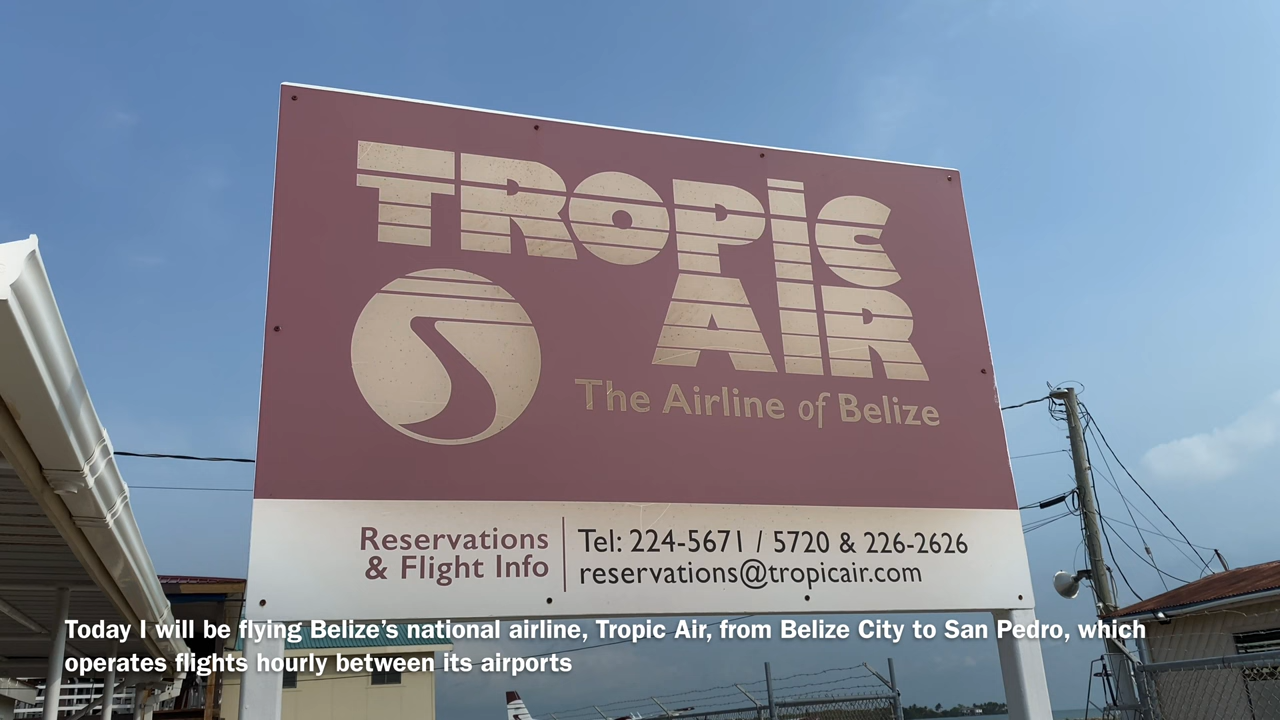 TROPIC
AIR
The Airline of Belize
Reservations
& Flight Info
Tel: 224-5671 / 5720 & 226-2626
reservations@tropicair.com
Today I will be flying Belize’s national airline, Tropic Air, from Belize City to San Pedro, which
operates flights hourly between its airports